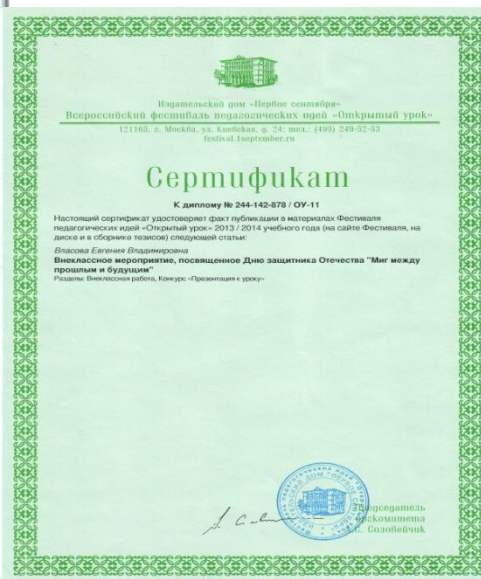 Издательский дом «Первое сентября»
Всероссийский фестиваль педагогических идей «Открытый урок»
121165, г. Москва, ул. Киевская, д. 24; тел.: (495) 249-52-53
festival.1september.ru
Сертификат
К диплому № 244-142-878 / ОУ-11
Настоящий сертификат удостоверяет факт публикации в материалах Фестиваля
педагогических идей «Открытый урок» 2013 / 2014 учебного года (на сайте Фестиваля, на
диске и в сборнике тезисов) следующей статьи:
Власова Евгения Владимировна
Внеклассное мероприятие, посвященное Дню защитника Отечества "Миг между
прошлым и будущим"
Разделы: Внеклассная работа, Конкурс «Презентация к уроку»
Председатель
оргкомитета
Соловейчик